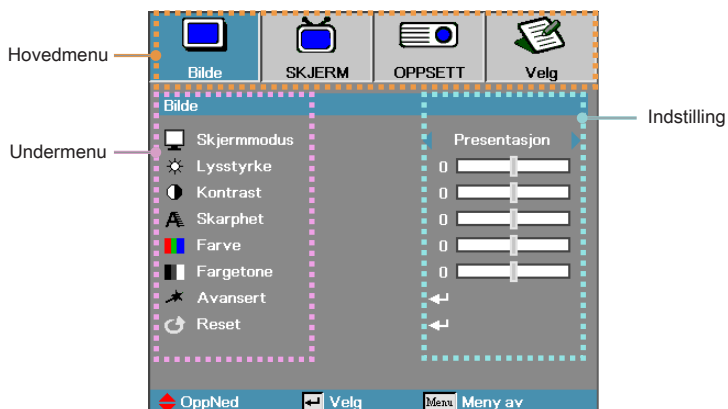 Hovedmenu
Bilde SKJERM OPPSETT Velg
Bilde
Indstilling
Skjermmodus Presentasjon
Undermenu
Lysstyrke 0
Kontrast 0
Skarphet 0
Farve 0
Fargetone 0
Avansert
Reset
OppNed Velg Menu Meny av